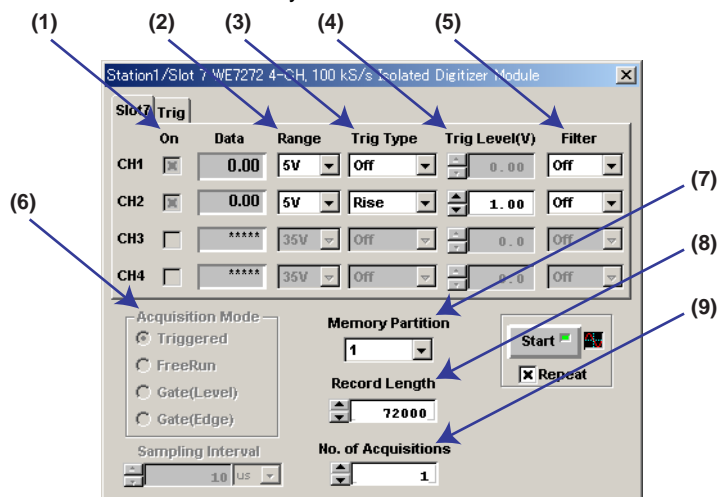 (1) (2) (3) (4) (5)
Station1/Slot 7 WE7272 4-CH, 100 kS/s Isolated Digitizer Module
Slot7 Trig
On Data Range Trig Type Trig Level(V) Filter
CH1 0.00 5V Off 0.00 Off
CH2 0.00 5V Rise 1.00 Off
(7)
(6)
CH3 ***** 35V Off 0.0 Off
(8)
CH4 ***** 35V Off 0.0 Off
(9)
Acquisition Mode
Triggered
FreeRun
Gate(Level)
Gate(Edge)
Sampling Interval
10 us
Memory Partition
1
Record Length
72000
No. of Acquisitions
1
Start
Repeat